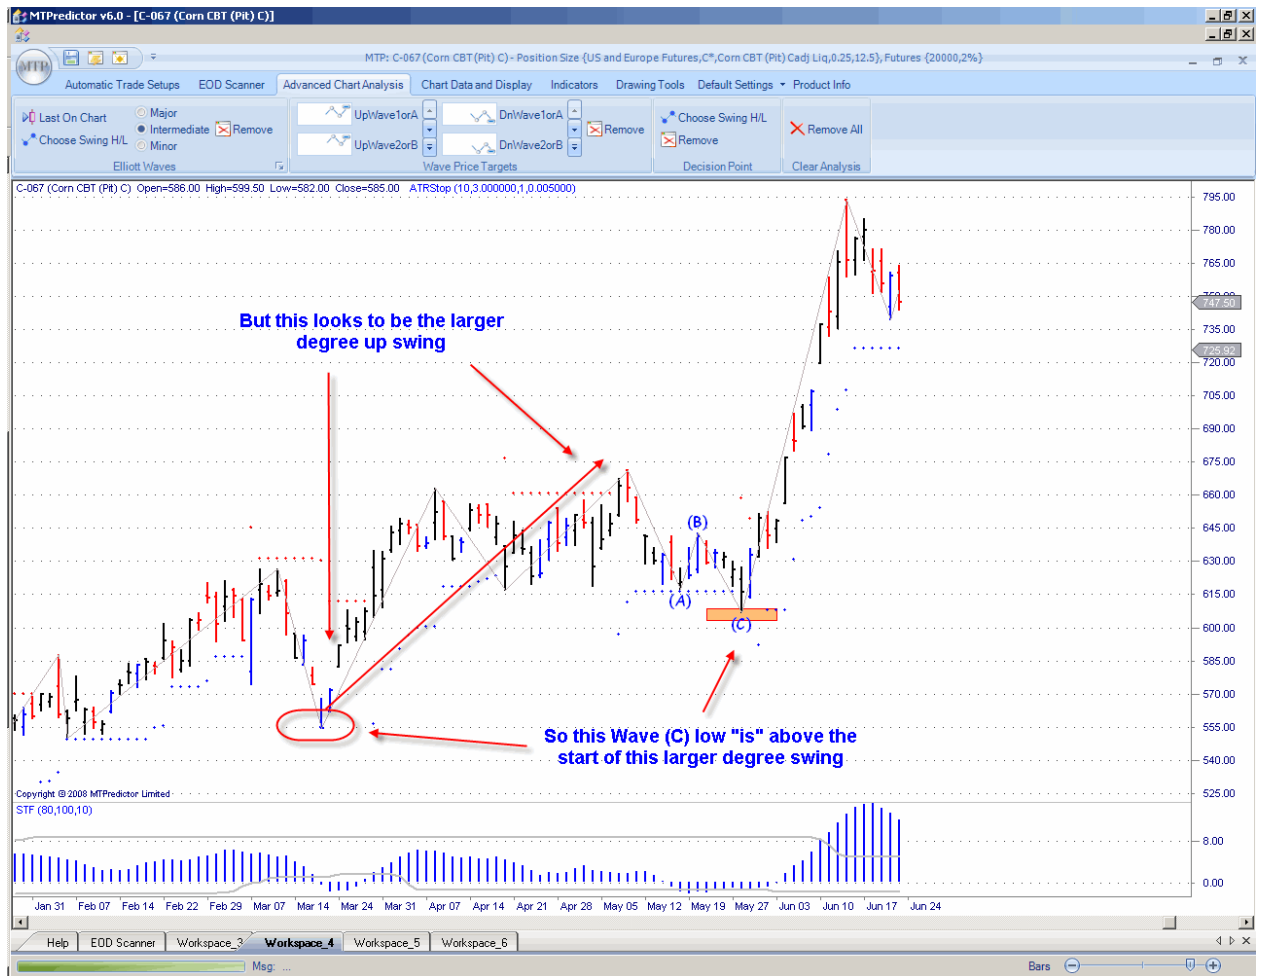 MTPredictor v6.0 - [C-067 (Corn CBT (Pit) C)]
MTP
MTP: C-067 (Corn CBT (Pit) C) - Position Size {US and Europe Futures,C*,Corn CBT (Pit) Cadj Liq,0.25,12.5}, Futures {20000,2%}
Automatic Trade Setups EOD Scanner Advanced Chart Analysis Chart Data and Display Indicators Drawing Tools Default Settings Product Info
Last On Chart
Choose Swing H/L
Major
Intermediate
Minor
Remove
Elliott Waves
UpWave1orA
UpWave2orB
DnWave1orA
DnWave2orB
Remove
Wave Price Targets
Choose Swing H/L
Remove
Decision Point
Remove All
Clear Analysis
C-067 (Corn CBT (Pit) C) Open=586.00 High=599.50 Low=582.00 Close=585.00 ATRStop (10,3.000000,1,0.005000)
795.00
780.00
765.00
750.00
747.50
735.00
725.92
720.00
705.00
690.00
675.00
660.00
645.00
630.00
615.00
600.00
585.00
570.00
555.00
540.00
525.00
But this looks to be the larger
degree up swing
(B)
(A)
(C)
So this Wave (C) low "is" above the
start of this larger degree swing
Copyright © 2008 MTPredictor Limited
STF (80,100,10)
8.00
0.00
Jan 31 Feb 07 Feb 14 Feb 22 Feb 29 Mar 07 Mar 14 Mar 24 Mar 31 Apr 07 Apr 14 Apr 21 Apr 28 May 05 May 12 May 19 May 27 Jun 03 Jun 10 Jun 17 Jun 24
Help EOD Scanner Workspace_3 Workspace_4 Workspace_5 Workspace_6
Msg: ...
Bars